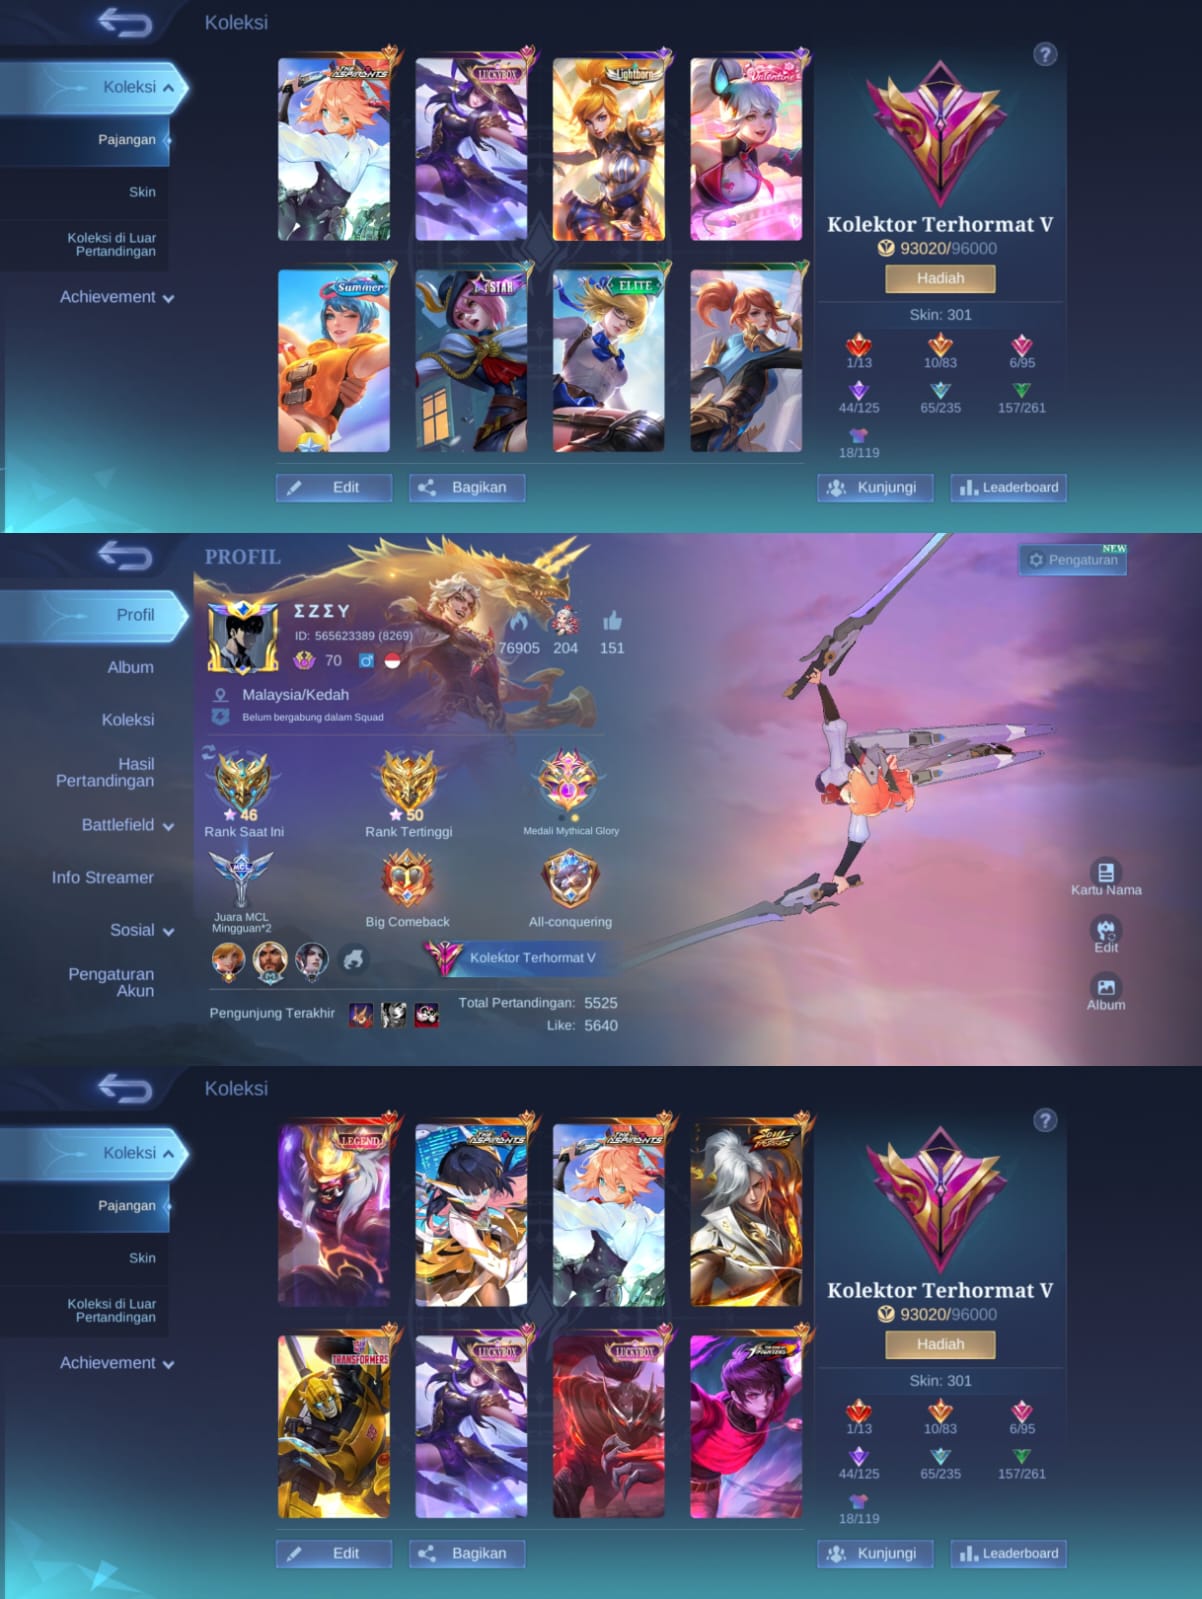 Koleksi
Koleksi
Pajangan
Skin
Koleksi di Luar
Pertandingan
Achievement
THE ASPIRANTS
LUCKYBOX
Lightborn
Valentine
Summer
STAR
ELITE
?
Kolektor Terhormat V
93020/96000
Hadiah
Skin: 301
1/13
10/83
6/95
44/125
65/235
157/261
18/119
Edit
Bagikan
Kunjungi
Leaderboard
PROFIL
Profil
Album
Koleksi
Hasil
Pertandingan
Battlefield
Info Streamer
Sosial
Pengaturan
Akun
ΣZΣY
ID: 565623389 (8269)
70
76905
204
151
Malaysia/Kedah
Belum bergabung dalam Squad
46
Rank Saat Ini
50
Rank Tertinggi
Medali Mythical Glory
MCL
Juara MCL
Mingguan*2
Big Comeback
All-conquering
Kolektor Terhormat V
Pengunjung Terakhir
Total Pertandingan: 5525
Like: 5640
NEW
Pengaturan
Kartu Nama
Edit
Album
Koleksi
Koleksi
Pajangan
Skin
Koleksi di Luar
Pertandingan
Achievement
LEGEND
THE ASPIRANTS
THE ASPIRANTS
TRANSFORMERS
LUCKYBOX
LUCKYBOX
?
Kolektor Terhormat V
93020/96000
Hadiah
Skin: 301
1/13
10/83
6/95
44/125
65/235
157/261
18/119
Edit
Bagikan
Kunjungi
Leaderboard